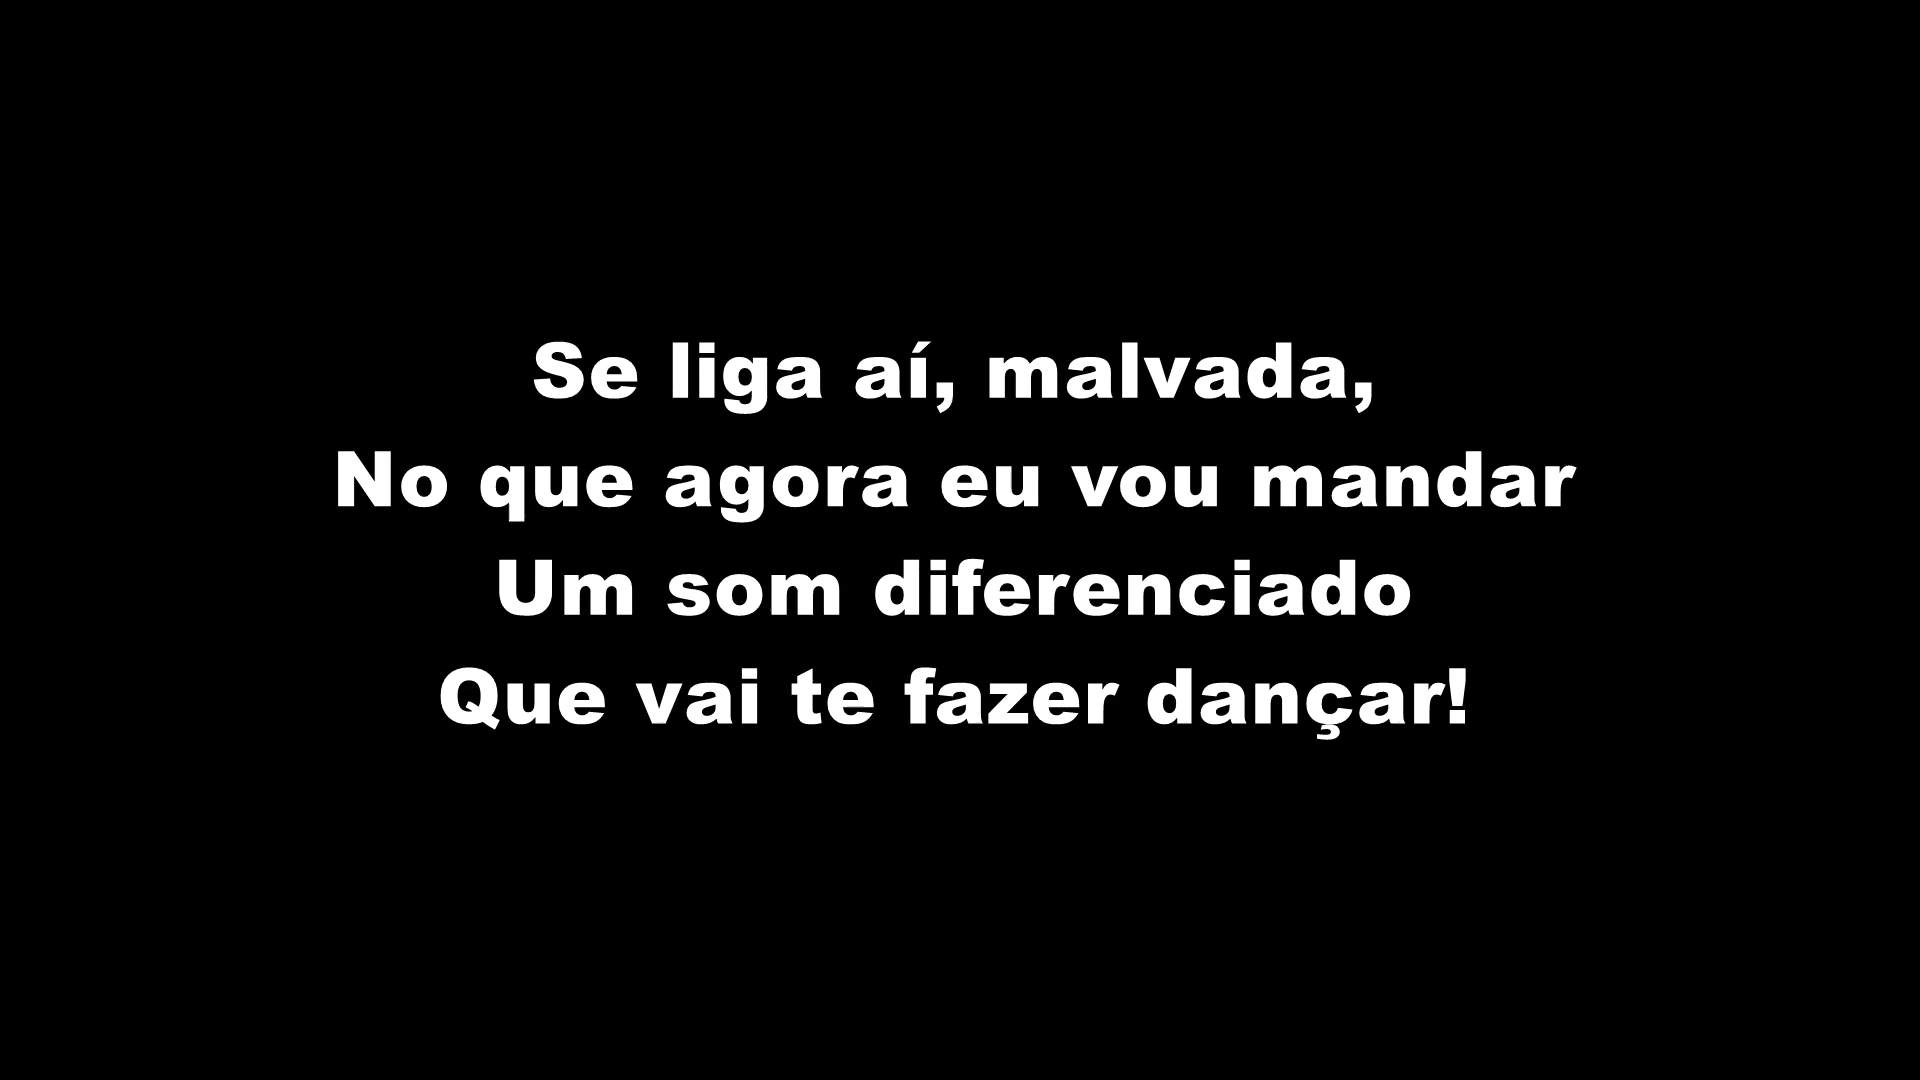 Se liga aí, malvada,
No que agora eu vou mandar
Um som diferenciado
Que vai te fazer dançar!